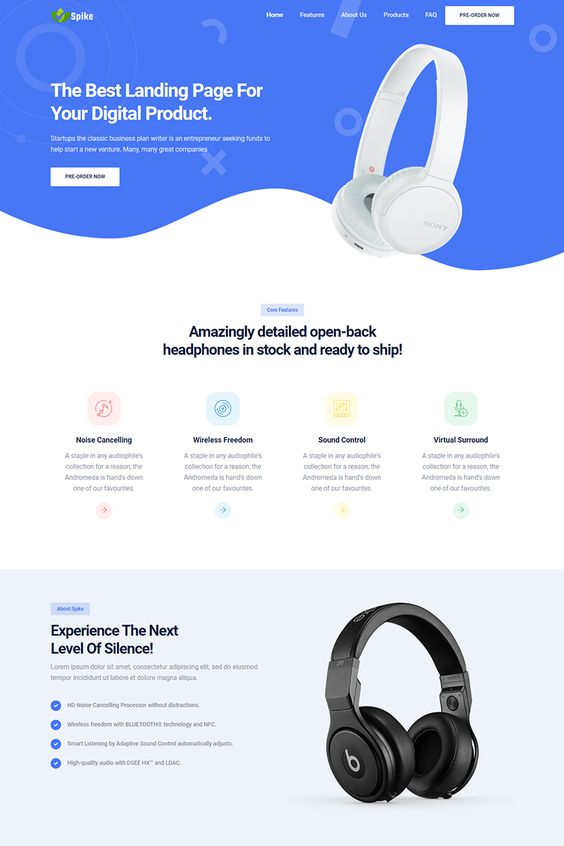 Spike
Home Features About Us Products FAQ PRE-ORDER NOW
The Best Landing Page For
Your Digital Product.
Startups the classic business plan writer is an entrepreneur seeking funds to
help start a new venture. Many, many great companies
PRE-ORDER NOW
SONY
Core Features
Amazingly detailed open-back
headphones in stock and ready to ship!
Noise Cancelling
A staple in any audiophile's
collection for a reason, the
Andromeda is hand's down
one of our favourites.
Wireless Freedom
A staple in any audiophile's
collection for a reason, the
Andromeda is hand's down
one of our favourites.
Sound Control
A staple in any audiophile's
collection for a reason, the
Andromeda is hand's down
one of our favourites.
Virtual Surround
A staple in any audiophile's
collection for a reason, the
Andromeda is hand's down
one of our favourites.
About Spike
Experience The Next
Level Of Silence!
Lorem ipsum dolor sit amet, consectetur adipiscing elit, sed do eiusmod
tempor incididunt ut labore et dolore magna aliqua.
HD Noise Cancelling Processor without distractions.
Wireless freedom with BLUETOOTH® technology and NFC.
Smart Listening by Adaptive Sound Control automatically adjusts.
High-quality audio with DSEE HX™ and LDAC.
b